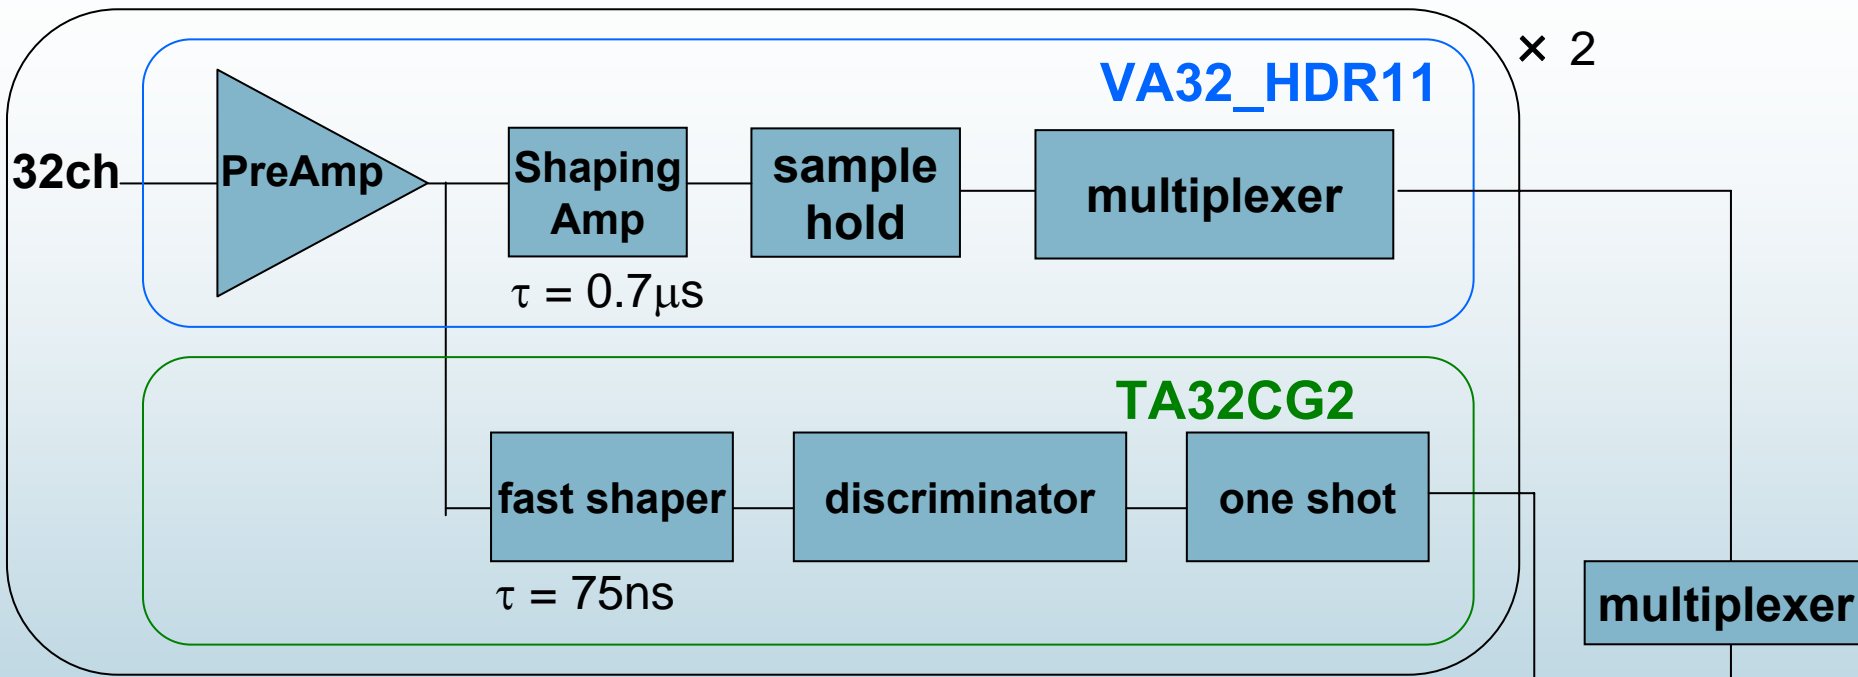 × 2
VA32_HDR11
32ch
PreAmp
Shaping
Amp
sample
hold
multiplexer
τ = 0.7μs
TA32CG2
fast shaper
discriminator
one shot
τ = 75ns
multiplexer